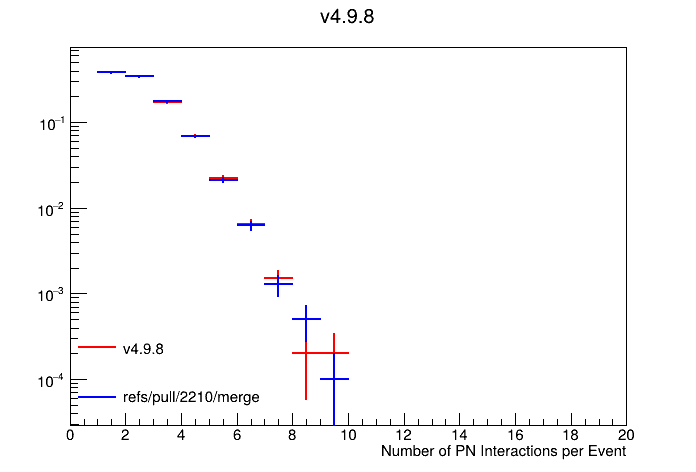 v4.9.8
10⁻¹
10⁻²
10⁻³
10⁻⁴
v4.9.8
refs/pull/2210/merge
0 2 4 6 8 10 12 14 16 18 20
Number of PN Interactions per Event